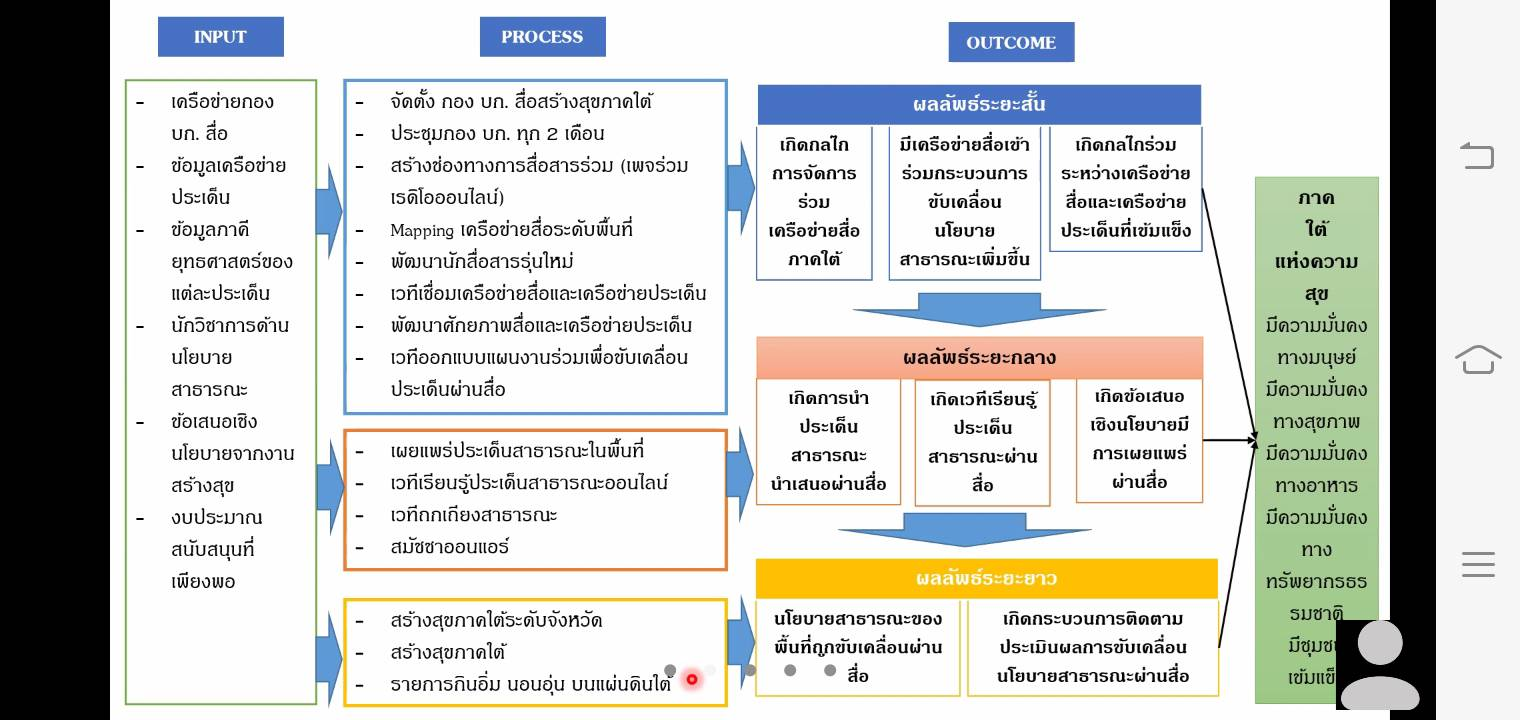 INPUT
- เครือข่ายกอง
บก. สื่อ
- ข้อมูลเครือข่าย
ประเด็น
- ข้อมูลภาคี
ยุทธศาสตร์ของ
แต่ละประเด็น
- นักวิชาการด้าน
นโยบาย
สาธารณะ
- ข้อเสนอเชิง
นโยบายจากงาน
สร้างสุข
- งบประมาณ
สนับสนุนที่
เพียงพอ
PROCESS
- จัดตั้ง กอง บก. สื่อสร้างสุขภาคใต้
- ประชุมกอง บก. ทุก 2 เดือน
- สร้างช่องทางการสื่อสารร่วม (เพจร่วม
เรดิโอออนไลน์)
- Mapping เครือข่ายสื่อระดับพื้นที่
- พัฒนานักสื่อสารรุ่นใหม่
- เวทีเชื่อมเครือข่ายสื่อและเครือข่ายประเด็น
- พัฒนาศักยภาพสื่อและเครือข่ายประเด็น
- เวทีออกแบบแผนงานร่วมเพื่อขับเคลื่อน
ประเด็นผ่านสื่อ
- เผยแพร่ประเด็นสาธารณะในพื้นที่
- เวทีเรียนรู้ประเด็นสาธารณะออนไลน์
- เวทีถกเถียงสาธารณะ
- สมัชชาออนแอร์
- สร้างสุขภาคใต้ระดับจังหวัด
- สร้างสุขภาคใต้
- รายการกินอิ่ม นอนอุ่น บนแผ่นดินใต้
OUTCOME
ผลลัพธ์ระยะสั้น
เกิดกลไก
การจัดการ
ร่วม
เครือข่ายสื่อ
ภาคใต้
มีเครือข่ายสื่อเข้า
ร่วมกระบวนการ
ขับเคลื่อน
นโยบาย
สาธารณะเพิ่มขึ้น
เกิดกลไกร่วม
ระหว่างเครือข่าย
สื่อและเครือข่าย
ประเด็นที่เข้มแข็ง
ผลลัพธ์ระยะกลาง
เกิดการนำ
ประเด็น
สาธารณะ
นำเสนอผ่านสื่อ
เกิดเวทีเรียนรู้
ประเด็น
สาธารณะผ่าน
สื่อ
เกิดข้อเสนอ
เชิงนโยบายมี
การเผยแพร่
ผ่านสื่อ
ผลลัพธ์ระยะยาว
นโยบายสาธารณะของ
พื้นที่ถูกขับเคลื่อนผ่าน
สื่อ
เกิดกระบวนการติดตาม
ประเมินผลการขับเคลื่อน
นโยบายสาธารณะผ่านสื่อ
ภาค
ใต้
แห่งความ
สุข
มีความมั่นคง
ทางมนุษย์
มีความมั่นคง
ทางสุขภาพ
มีความมั่นคง
ทางอาหาร
มีความมั่นคง
ทาง
ทรัพยากรธร
รมชาติ